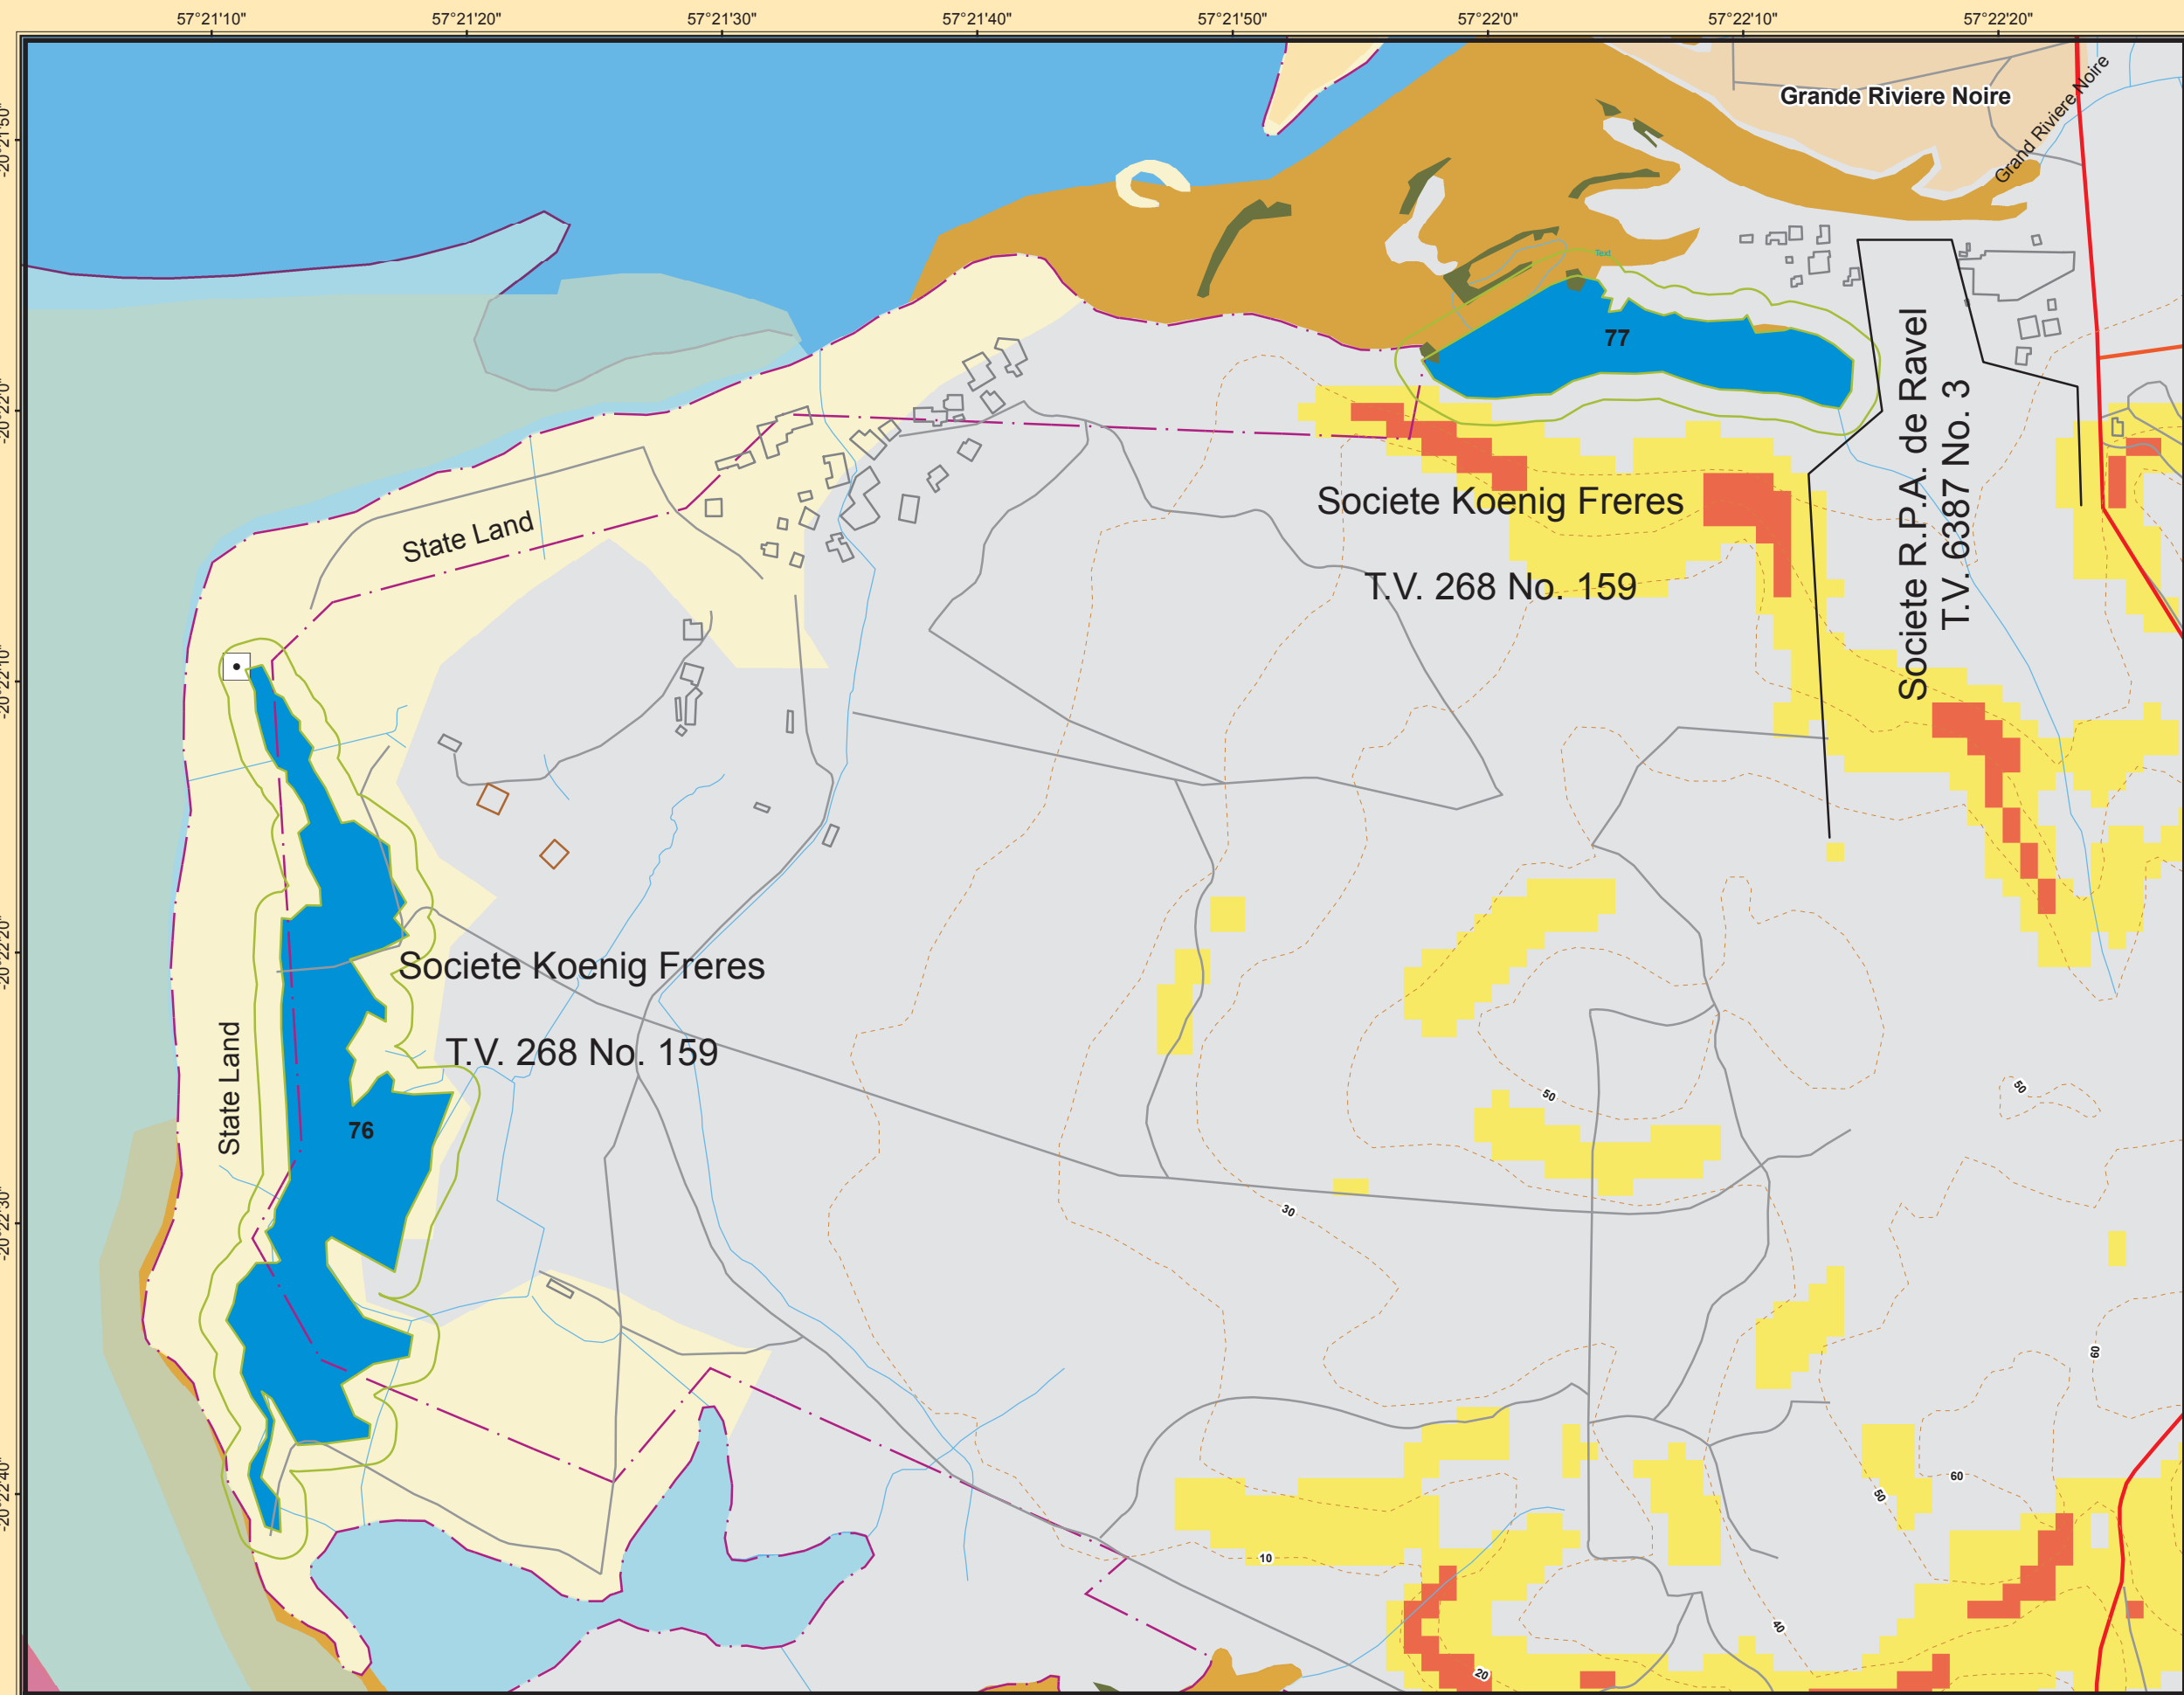 57°21'10" 57°21'20" 57°21'30" 57°21'40" 57°21'50" 57°22'0" 57°22'10" 57°22'20"
-20°21'50"
-20°22'0"
-20°22'10"
-20°22'20"
-20°22'30"
-20°22'40"
Grande Riviere Noire
Grand Riviere Noire
Text
77
Societe R.P.A. de Ravel
T.V. 6387 No. 3
Societe Koenig Freres
T.V. 268 No. 159
State Land
Societe Koenig Freres
T.V. 268 No. 159
State Land
76
50
50
30
60
60
50
10
40
20